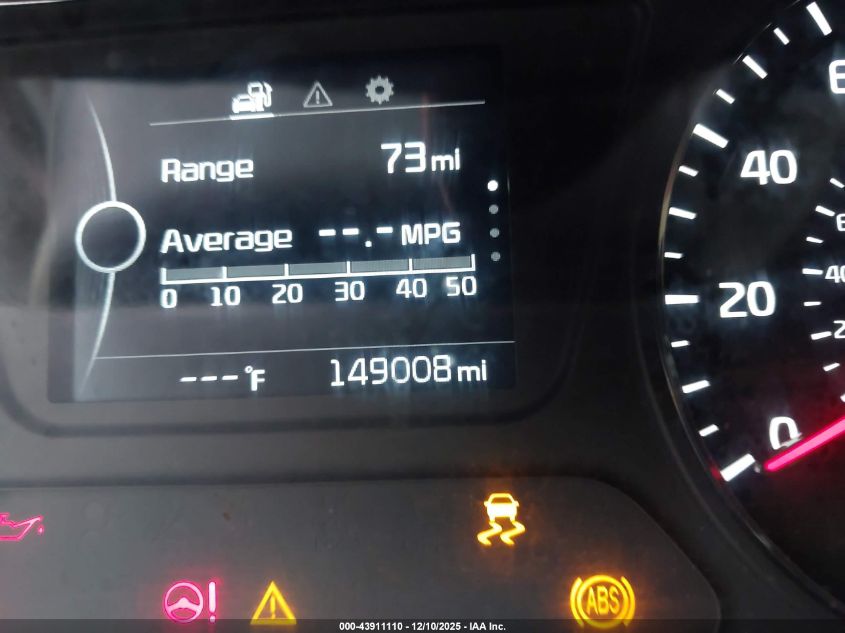 Range 73 mi
Average --.- MPG
0 10 20 30 40 50
---°F 149008 mi
40
20
0
ABS
000-43911110 - 12/10/2025 - IAA Inc.